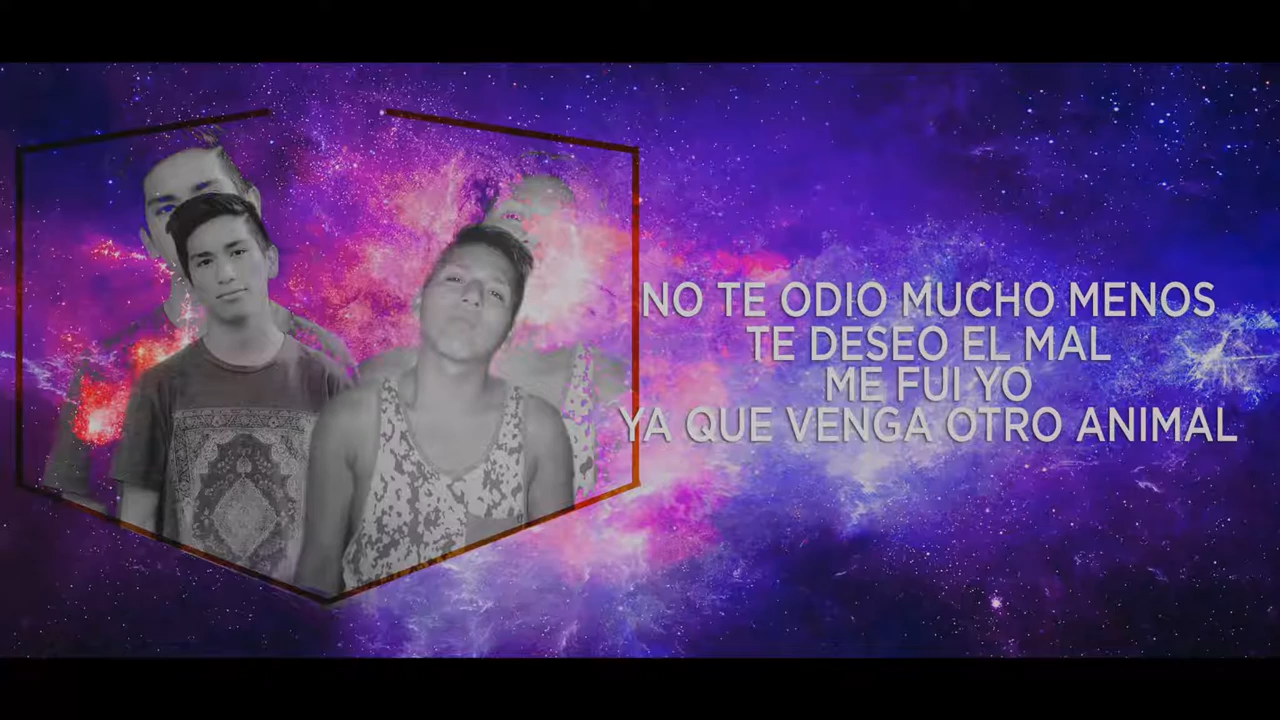 NO TE ODIO MUCHO MENOS
TE DESEO EL MAL
ME FUI YO
YA QUE VENGA OTRO ANIMAL